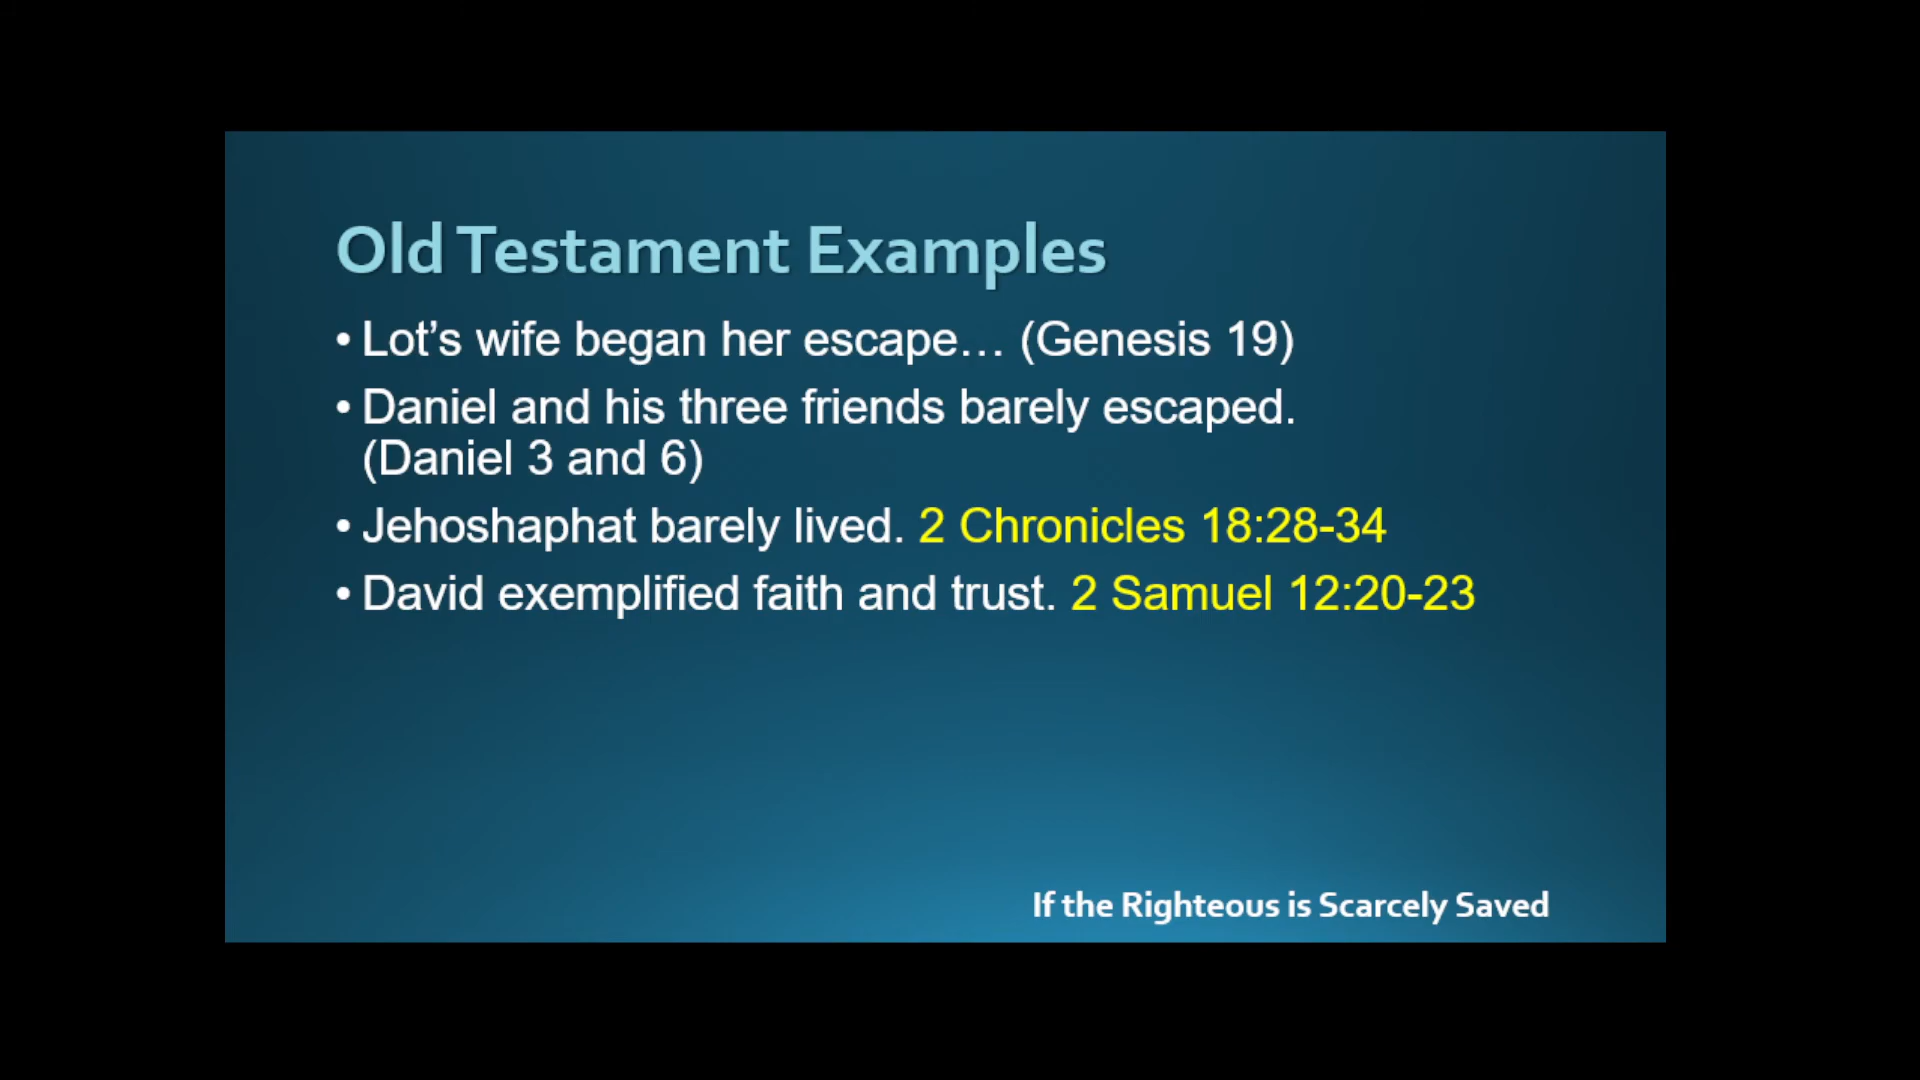 Old Testament Examples
• Lot’s wife began her escape… (Genesis 19)
• Daniel and his three friends barely escaped.
(Daniel 3 and 6)
• Jehoshaphat barely lived. 2 Chronicles 18:28-34
• David exemplified faith and trust. 2 Samuel 12:20-23
If the Righteous is Scarcely Saved